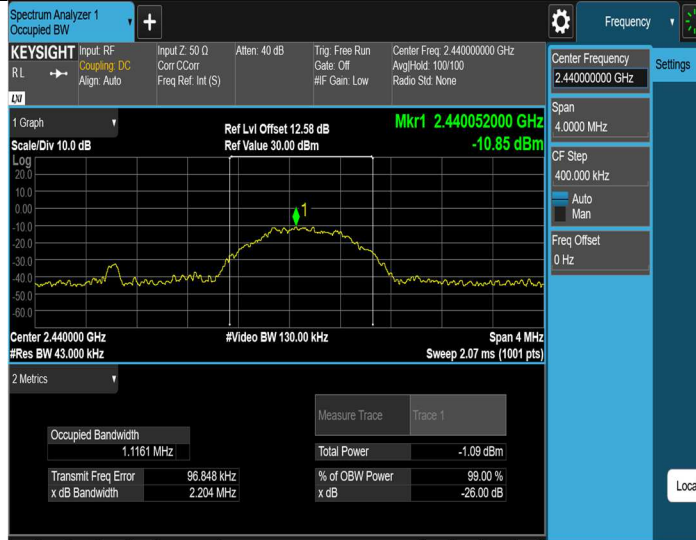 Spectrum Analyzer 1
Occupied BW
+
Frequency
KEYSIGHT
RL
LXI
Input: RF
Coupling: DC
Align: Auto
Input Z: 50 Ω
Corr CCorr
Freq Ref: Int (S)
Atten: 40 dB
Trig: Free Run
Gate: Off
#IF Gain: Low
Center Freq: 2.440000000 GHz
Avg|Hold: 100/100
Radio Std: None
Center Frequency
2.440000000 GHz
Settings
Span
4.0000 MHz
CF Step
400.000 kHz
Auto
Man
Freq Offset
0 Hz
1 Graph
Scale/Div 10.0 dB
Ref Lvl Offset 12.58 dB
Ref Value 30.00 dBm
Mkr1 2.440052000 GHz
-10.85 dBm
Log
20.0
10.0
0.00
-10.0
-20.0
-30.0
-40.0
-50.0
-60.0
1
Center 2.440000 GHz
#Res BW 43.000 kHz
#Video BW 130.00 kHz
Span 4 MHz
Sweep 2.07 ms (1001 pts)
2 Metrics
Measure Trace
Trace 1
Occupied Bandwidth
1.1161 MHz
Total Power
-1.09 dBm
Transmit Freq Error
96.848 kHz
% of OBW Power
99.00 %
x dB Bandwidth
2.204 MHz
x dB
-26.00 dB
Loca